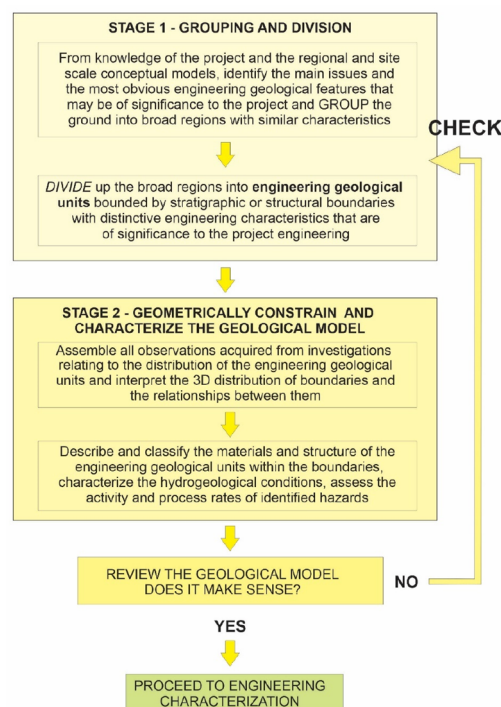 STAGE 1 - GROUPING AND DIVISION
From knowledge of the project and the regional and site
scale conceptual models, identify the main issues and
the most obvious engineering geological features that
may be of significance to the project and GROUP the
ground into broad regions with similar characteristics
CHECK
DIVIDE up the broad regions into engineering geological
units bounded by stratigraphic or structural boundaries
with distinctive engineering characteristics that are
of significance to the project engineering
STAGE 2 - GEOMETRICALLY CONSTRAIN AND
CHARACTERIZE THE GEOLOGICAL MODEL
Assemble all observations acquired from investigations
relating to the distribution of the engineering geological
units and interpret the 3D distribution of boundaries and
the relationships between them
Describe and classify the materials and structure of the
engineering geological units within the boundaries,
characterize the hydrogeological conditions, assess the
activity and process rates of identified hazards
REVIEW THE GEOLOGICAL MODEL
DOES IT MAKE SENSE?
NO
YES
PROCEED TO ENGINEERING
CHARACTERIZATION